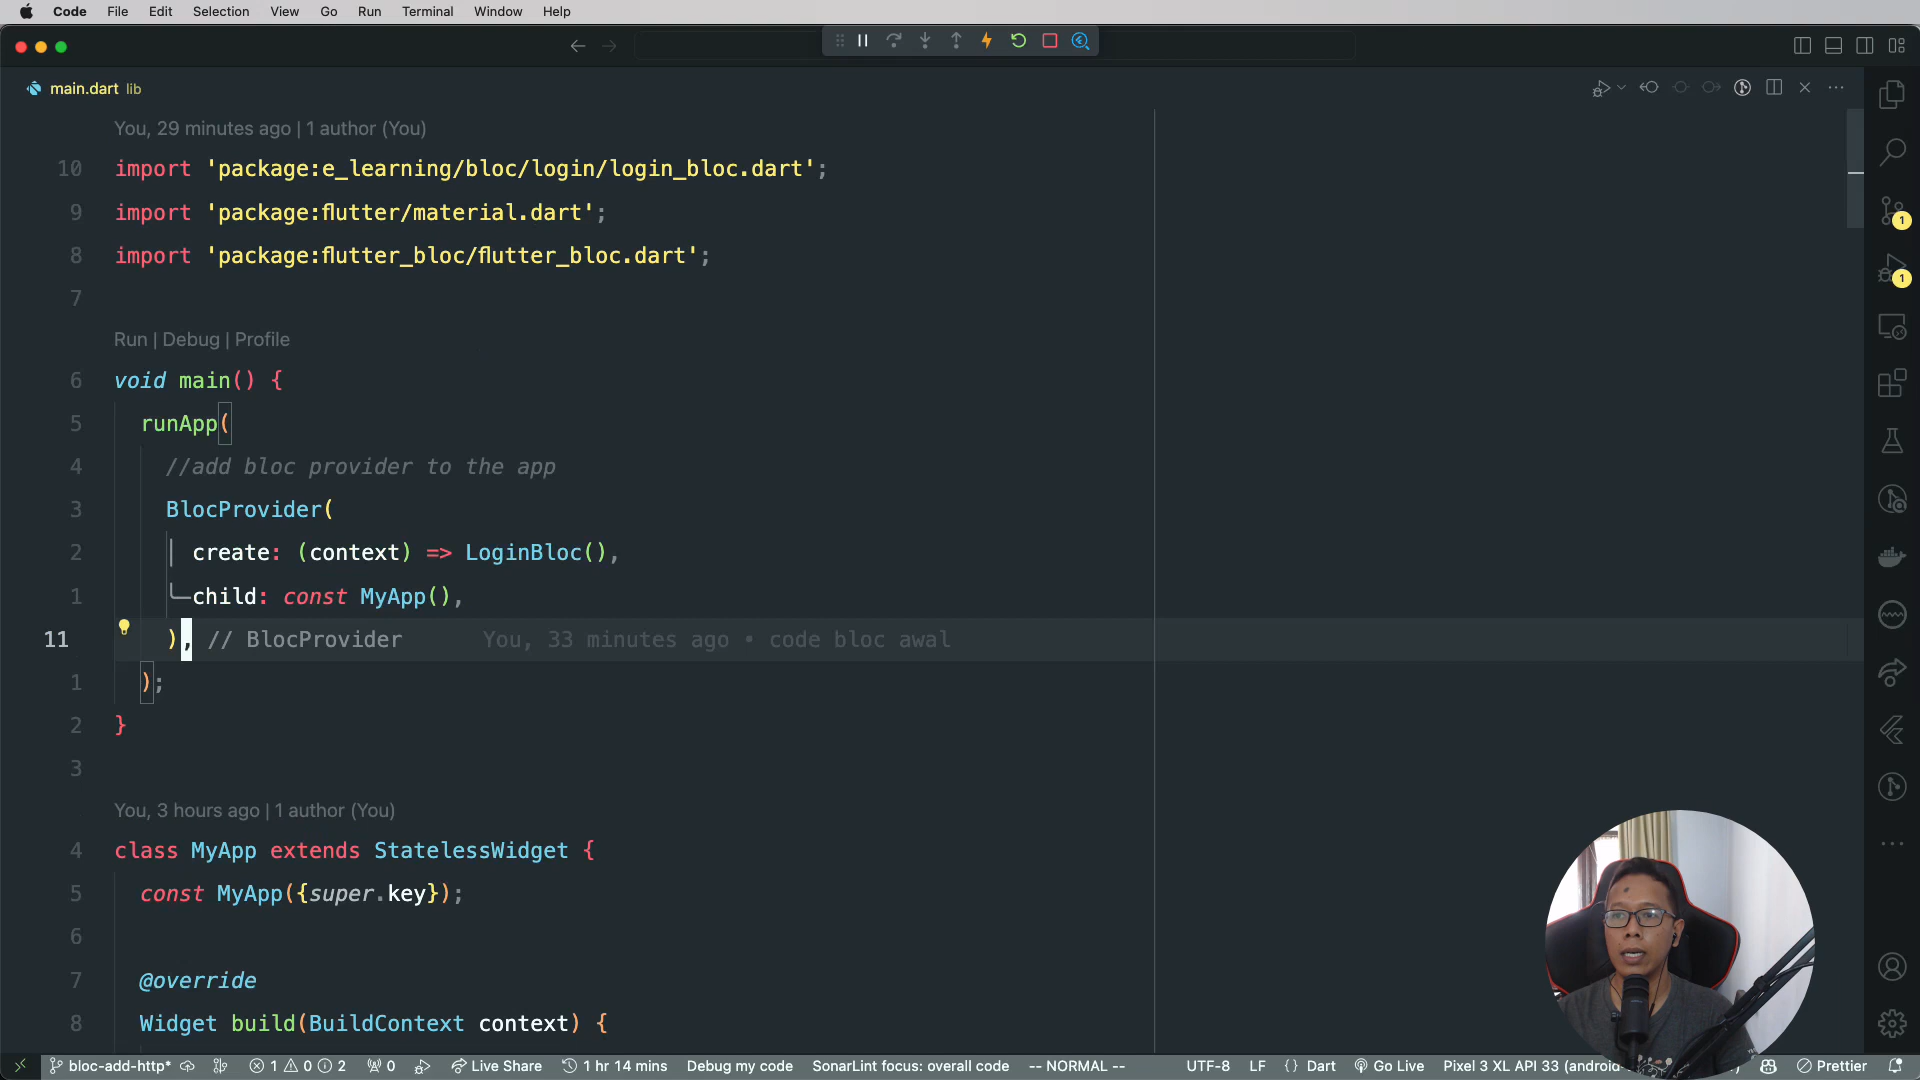 Code File Edit Selection View Go Run Terminal Window Help
main.dart lib
You, 29 minutes ago | 1 author (You)
10 import 'package:e_learning/bloc/login/login_bloc.dart';
9 import 'package:flutter/material.dart';
8 import 'package:flutter_bloc/flutter_bloc.dart';
7
Run | Debug | Profile
6 void main() {
5 runApp(
4 //add bloc provider to the app
3 BlocProvider(
2 create: (context) => LoginBloc(),
1 child: const MyApp(),
11 ), // BlocProvider You, 33 minutes ago • code bloc awal
1 );
2 }
3
You, 3 hours ago | 1 author (You)
4 class MyApp extends StatelessWidget {
5 const MyApp({super.key});
6
7 @override
8 Widget build(BuildContext context) {
1
1
bloc-add-http* 1 0 2 0 Live Share 1 hr 14 mins Debug my code SonarLint focus: overall code -- NORMAL -- UTF-8 LF {} Dart Go Live Pixel 3 XL API 33 (android- Prettier